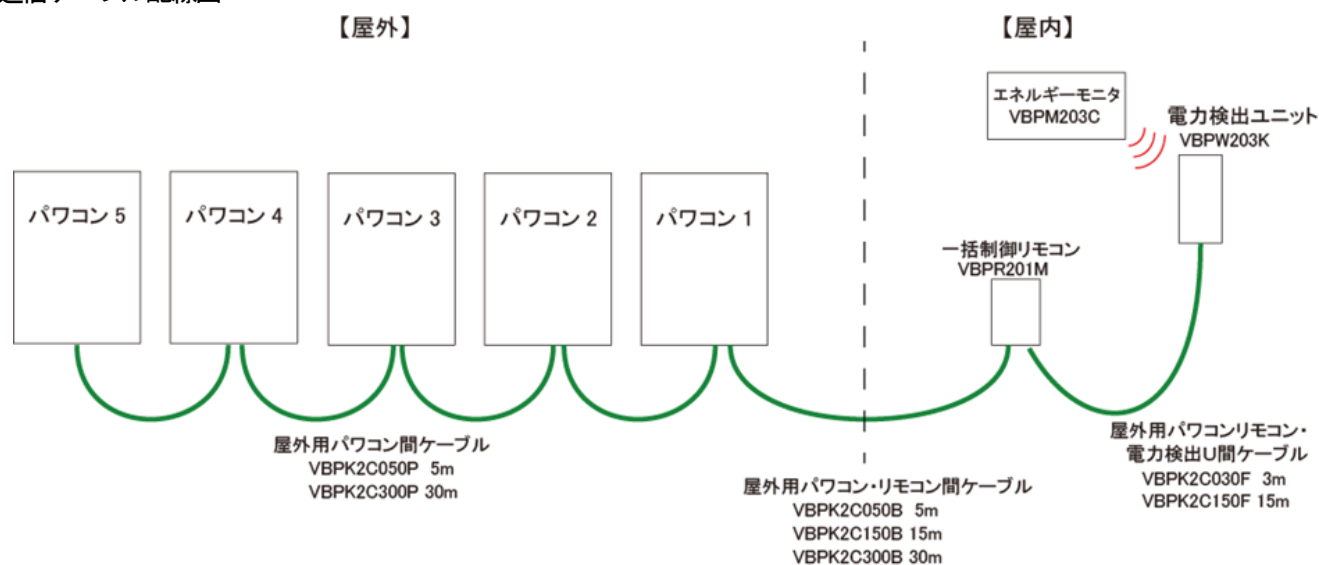 【屋外】
【屋内】
エネルギーモニタ
VBPM203C
電力検出ユニット
VBPW203K
パワコン 5
パワコン 4
パワコン 3
パワコン 2
パワコン 1
一括制御リモコン
VBPR201M
屋外用パワコン間ケーブル
VBPK2C050P 5m
VBPK2C300P 30m
屋外用パワコン・リモコン間ケーブル
VBPK2C050B 5m
VBPK2C150B 15m
VBPK2C300B 30m
屋外用パワコンリモコン・
電力検出U間ケーブル
VBPK2C030F 3m
VBPK2C150F 15m